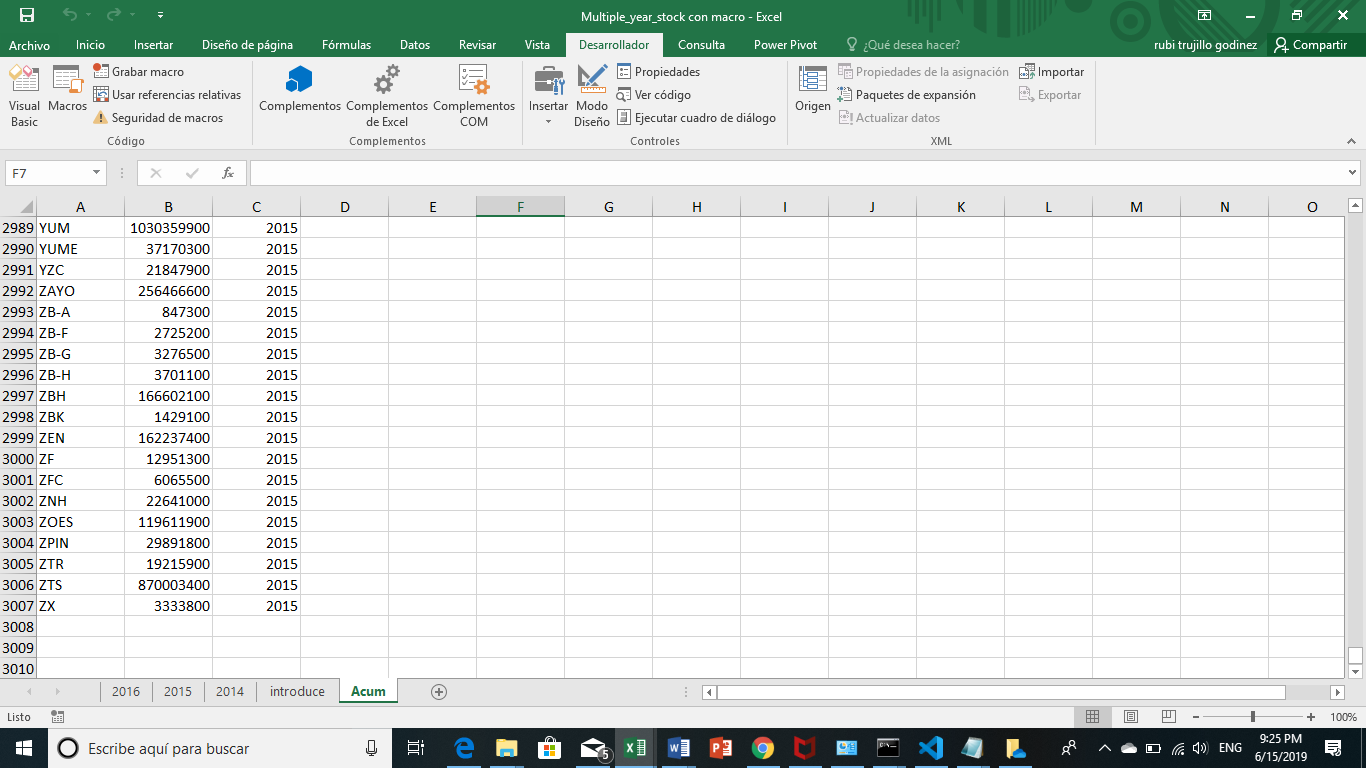 Multiple_year_stock con macro - Excel
Archivo Inicio Insertar Diseño de página Fórmulas Datos Revisar Vista Desarrollador Consulta Power Pivot ¿Qué desea hacer? rubi trujillo godinez Compartir
Visual Basic
Macros
Grabar macro
Usar referencias relativas
Seguridad de macros
Código
Complementos
Complementos de Excel
Complementos COM
Complementos
Insertar
Modo Diseño
Propiedades
Ver código
Ejecutar cuadro de diálogo
Controles
Origen
Propiedades de la asignación
Paquetes de expansión
Actualizar datos
Importar
Exportar
XML
F7 fx
A B C D E F G H I J K L M N O
2989 YUM 1030359900 2015
2990 YUME 37170300 2015
2991 YZC 21847900 2015
2992 ZAYO 256466600 2015
2993 ZB-A 847300 2015
2994 ZB-F 2725200 2015
2995 ZB-G 3276500 2015
2996 ZB-H 3701100 2015
2997 ZBH 166602100 2015
2998 ZBK 1429100 2015
2999 ZEN 162237400 2015
3000 ZF 12951300 2015
3001 ZFC 6065500 2015
3002 ZNH 22641000 2015
3003 ZOES 119611900 2015
3004 ZPIN 29891800 2015
3005 ZTR 19215900 2015
3006 ZTS 870003400 2015
3007 ZX 3333800 2015
3008
3009
3010
2016 2015 2014 introduce Acum
Listo 100%
Escribe aquí para buscar 5 ENG 9:25 PM
6/15/2019